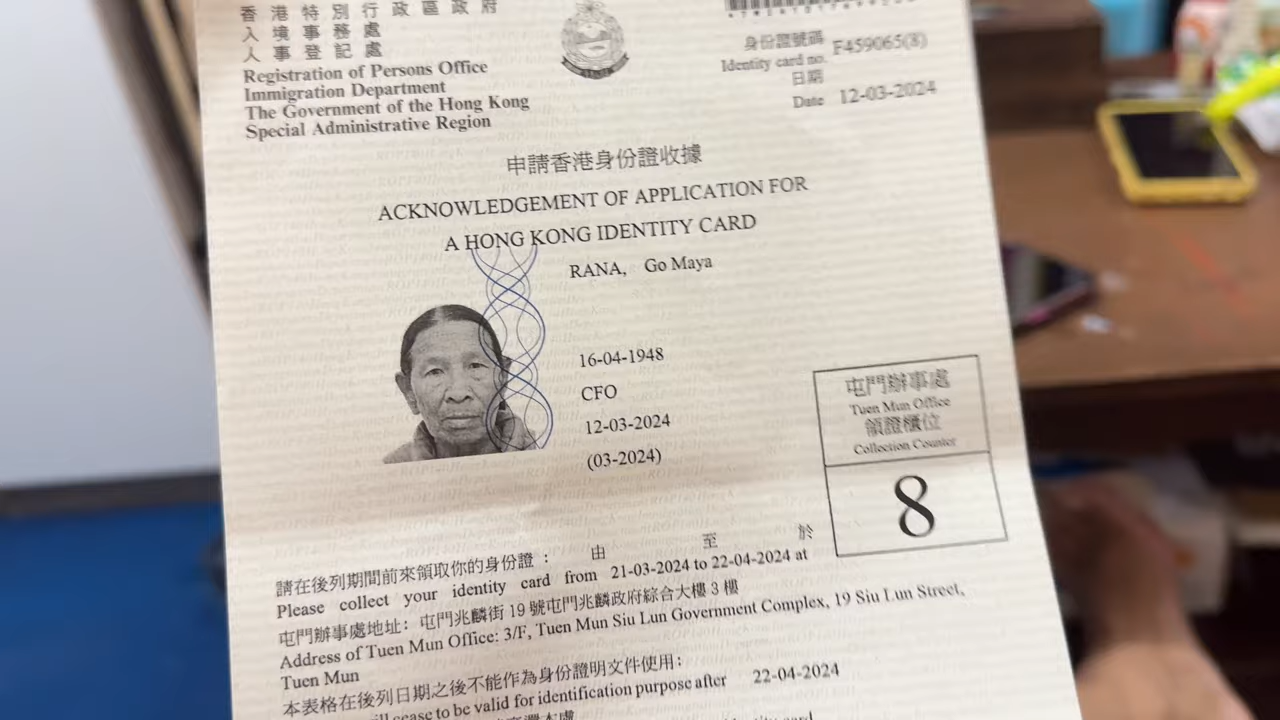 香港特別行政區政府
入境事務處
人事登記處
Registration of Persons Office
Immigration Department
The Government of the Hong Kong
Special Administrative Region
身份證號碼
Identity card no. F459065(8)
日期
Date 12-03-2024
申請香港身份證收據
ACKNOWLEDGEMENT OF APPLICATION FOR
A HONG KONG IDENTITY CARD
RANA, Go Maya
16-04-1948
CFO
12-03-2024
(03-2024)
屯門辦事處
Tuen Mun Office
領證櫃位
Collection Counter
8
請在後列期間前來領取你的身份證： 由 至 於
Please collect your identity card from 21-03-2024 to 22-04-2024 at
屯門辦事處地址：屯門兆麟街 19 號屯門兆麟政府綜合大樓 3 樓
Address of Tuen Mun Office: 3/F, Tuen Mun Siu Lun Government Complex, 19 Siu Lun Street,
Tuen Mun
本表格在後列日期之後不能作為身份證明文件使用：
cease to be valid for identification purpose after 22-04-2024